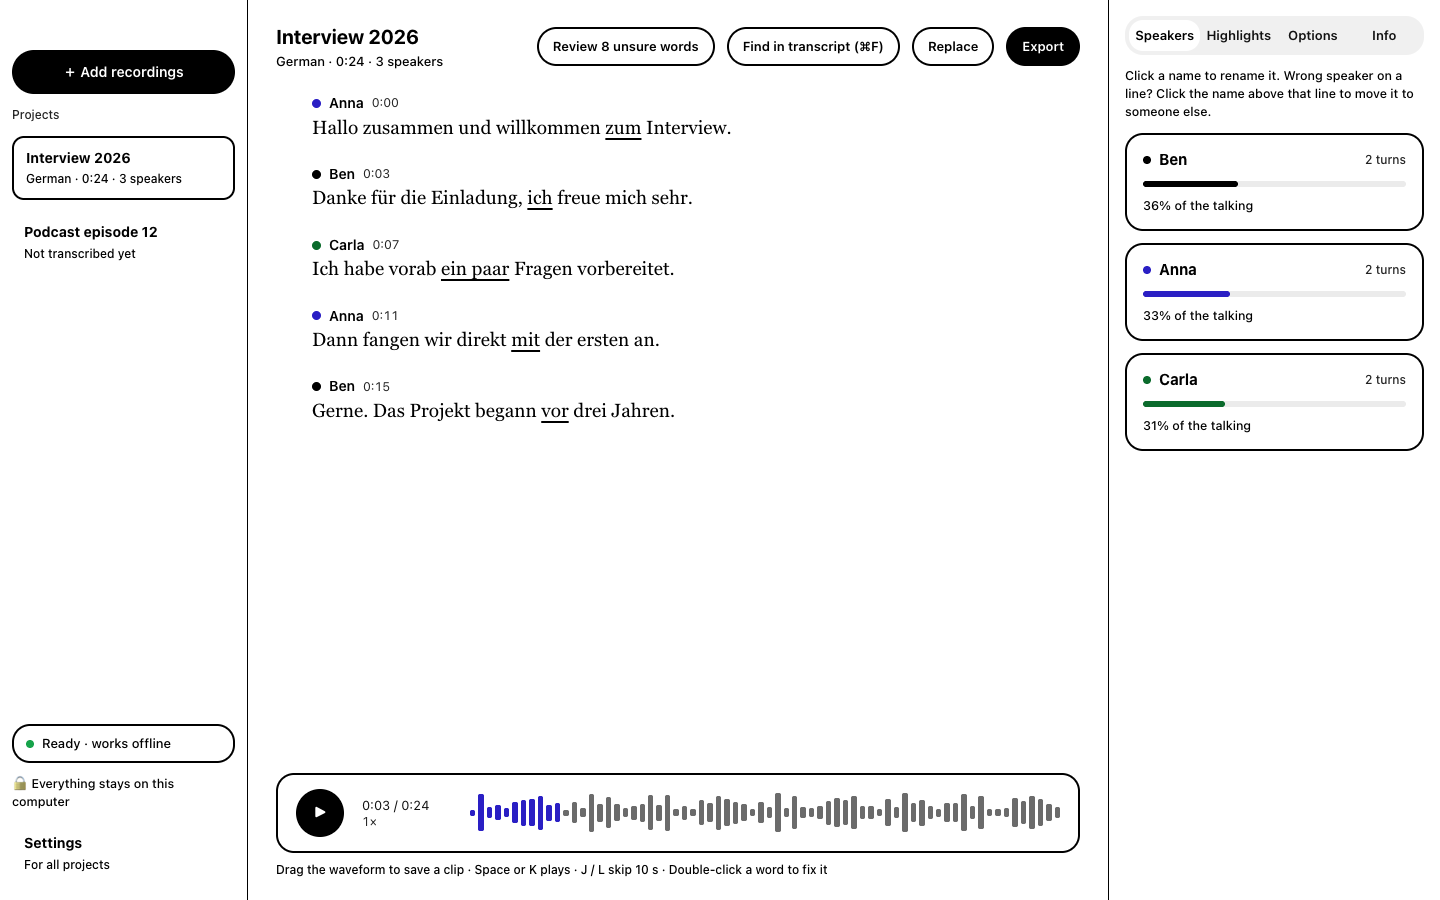 + Add recordings
Projects
Interview 2026
German · 0:24 · 3 speakers
Podcast episode 12
Not transcribed yet
Ready · works offline
🔒 Everything stays on this
computer
Settings
For all projects
Interview 2026
German · 0:24 · 3 speakers
Review 8 unsure words
Find in transcript (⌘F)
Replace
Export
Anna 0:00
Hallo zusammen und willkommen zum Interview.
Ben 0:03
Danke für die Einladung, ich freue mich sehr.
Carla 0:07
Ich habe vorab ein paar Fragen vorbereitet.
Anna 0:11
Dann fangen wir direkt mit der ersten an.
Ben 0:15
Gerne. Das Projekt begann vor drei Jahren.
0:03 / 0:24
1×
Drag the waveform to save a clip · Space or K plays · J / L skip 10 s · Double-click a word to fix it
Speakers Highlights Options Info
Click a name to rename it. Wrong speaker on a
line? Click the name above that line to move it to
someone else.
Ben 2 turns
36% of the talking
Anna 2 turns
33% of the talking
Carla 2 turns
31% of the talking